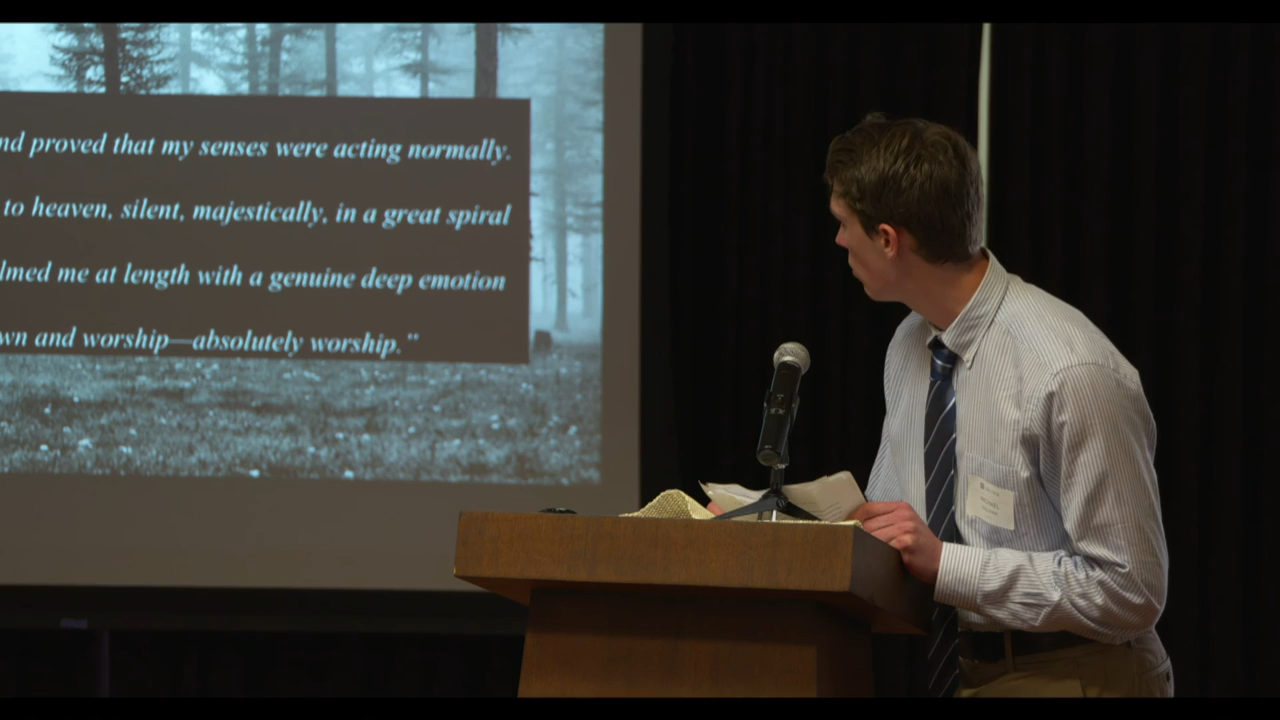 nd proved that my senses were acting normally.
to heaven, silent, majestically, in a great spiral
lmed me at length with a genuine deep emotion
wn and worship—absolutely worship.”